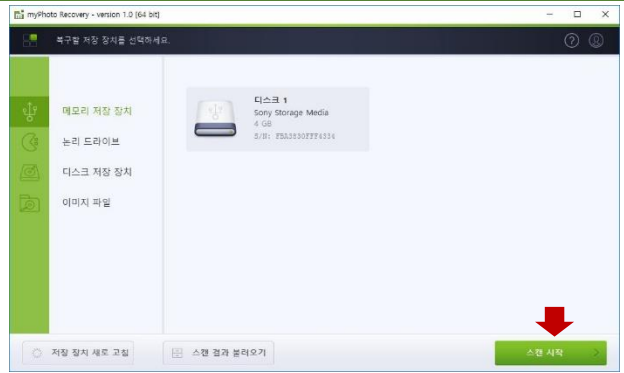 myPhoto Recovery - version 1.0 (64 bit)
복구할 저장 장치를 선택하세요.
메모리 저장 장치
논리 드라이브
디스크 저장 장치
이미지 파일
디스크 1
Sony Storage Media
4 GB
S/N:
저장 장치 새로 고침
스캔 결과 불러오기
스캔 시작